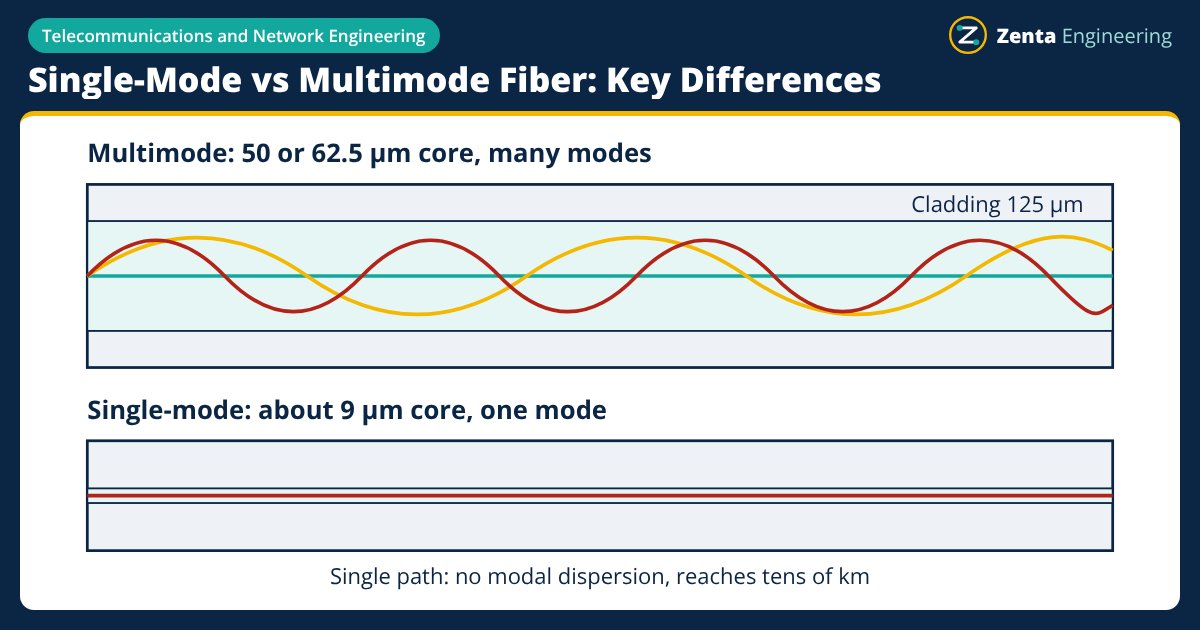 Telecommunications and Network Engineering
Zenta Engineering
Single-Mode vs Multimode Fiber: Key Differences
Multimode: 50 or 62.5 µm core, many modes
Cladding 125 µm
Single-mode: about 9 µm core, one mode
Single path: no modal dispersion, reaches tens of km